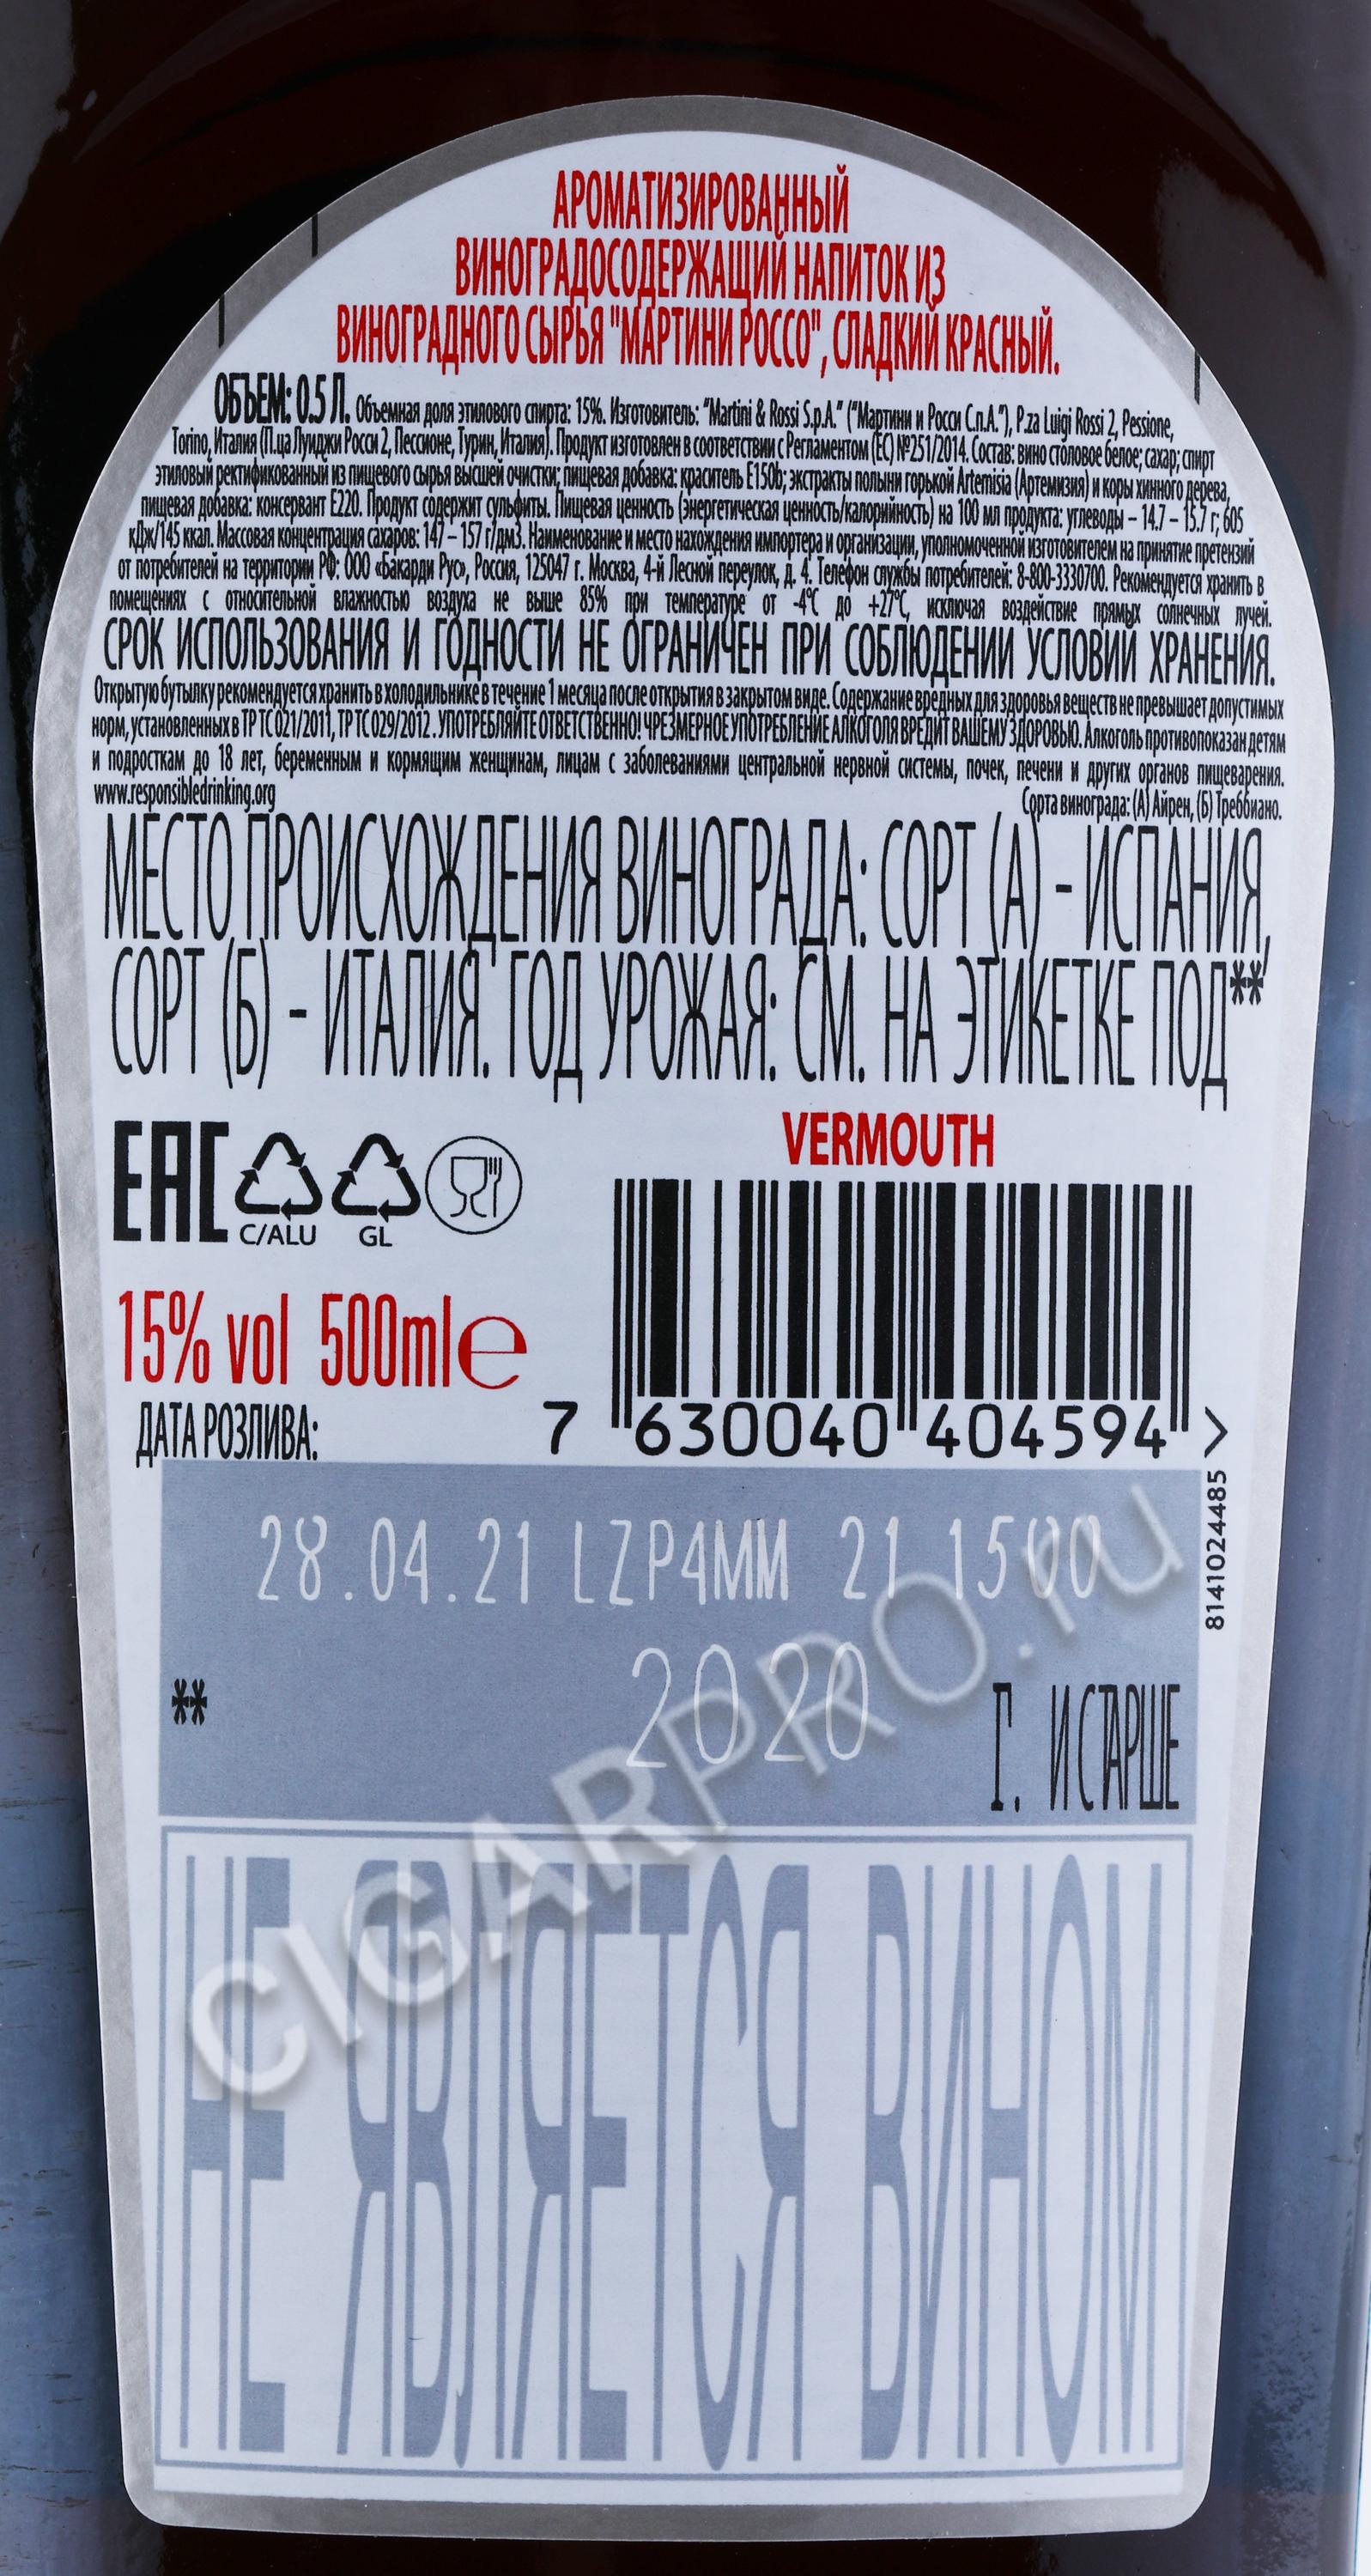 АРОМАТИЗИРОВАННЫЙ
ВИНОГРАДОСОДЕРЖАЩИЙ НАПИТОК ИЗ
ВИНОГРАДНОГО СЫРЬЯ "МАРТИНИ РОССО", СЛАДКИЙ КРАСНЫЙ.
ОБЪЕМ: 0.5 Л. Объемная доля этилового спирта: 15%. Изготовитель: "Martini & Rossi S.p.A." ("Мартини и Росси С.п.А."), P.za Luigi Rossi 2, Pessione,
Torino, Италия (П.ца Луиджи Росси 2, Пессионе, Турин, Италия). Продукт изготовлен в соответствии с Регламентом (ЕС) №251/2014. Состав: вино столовое белое; сахар; спирт
этиловый ректификованный из пищевого сырья высшей очистки; пищевая добавка: краситель Е150b; экстракты полыни горькой Artemisia (Артемизия) и коры хинного дерева,
пищевая добавка: консервант Е220. Продукт содержит сульфиты. Пищевая ценность (энергетическая ценность/калорийность) на 100 мл продукта: углеводы – 14.7 – 15.7 г; 605
кДж/145 ккал. Массовая концентрация сахаров: 147 – 157 г/дм3. Наименование и место нахождения импортера и организации, уполномоченной изготовителем на принятие претензий
от потребителей на территории РФ: ООО «Бакарди Рус», Россия, 125047 г. Москва, 4-й Лесной переулок, д. 4. Телефон службы потребителей: 8-800-3330700. Рекомендуется хранить в
помещениях с относительной влажностью воздуха не выше 85% при температуре от -4°C до +27°C, исключая воздействие прямых солнечных лучей.
СРОК ИСПОЛЬЗОВАНИЯ И ГОДНОСТИ НЕ ОГРАНИЧЕН ПРИ СОБЛЮДЕНИИ УСЛОВИЙ ХРАНЕНИЯ.
Открытую бутылку рекомендуется хранить в холодильнике в течение 1 месяца после открытия в закрытом виде. Содержание вредных для здоровья веществ не превышает допустимых
норм, установленных в ТР ТС 021/2011, ТР ТС 029/2012. УПОТРЕБЛЯЙТЕ ОТВЕТСТВЕННО! ЧРЕЗМЕРНОЕ УПОТРЕБЛЕНИЕ АЛКОГОЛЯ ВРЕДИТ ВАШЕМУ ЗДОРОВЬЮ. Алкоголь противопоказан детям
и подросткам до 18 лет, беременным и кормящим женщинам, лицам с заболеваниями центральной нервной системы, почек, печени и других органов пищеварения.
www.responsibledrinking.org Сорта винограда: (А) Айрен, (Б) Треббиано.
МЕСТО ПРОИСХОЖДЕНИЯ ВИНОГРАДА: СОРТ (А) – ИСПАНИЯ,
СОРТ (Б) – ИТАЛИЯ. ГОД УРОЖАЯ: СМ. НА ЭТИКЕТКЕ ПОД**
VERMOUTH
EAC
C/ALU GL
15% vol 500ml e
7 630040 404594 >
ДАТА РОЗЛИВА:
8141024485
28.04.21 LZP4MM 21 1500
2020
** Г. И СТАРШЕ
НЕ ЯВЛЯЕТСЯ ВИНОМ
CIGARPRO.ru